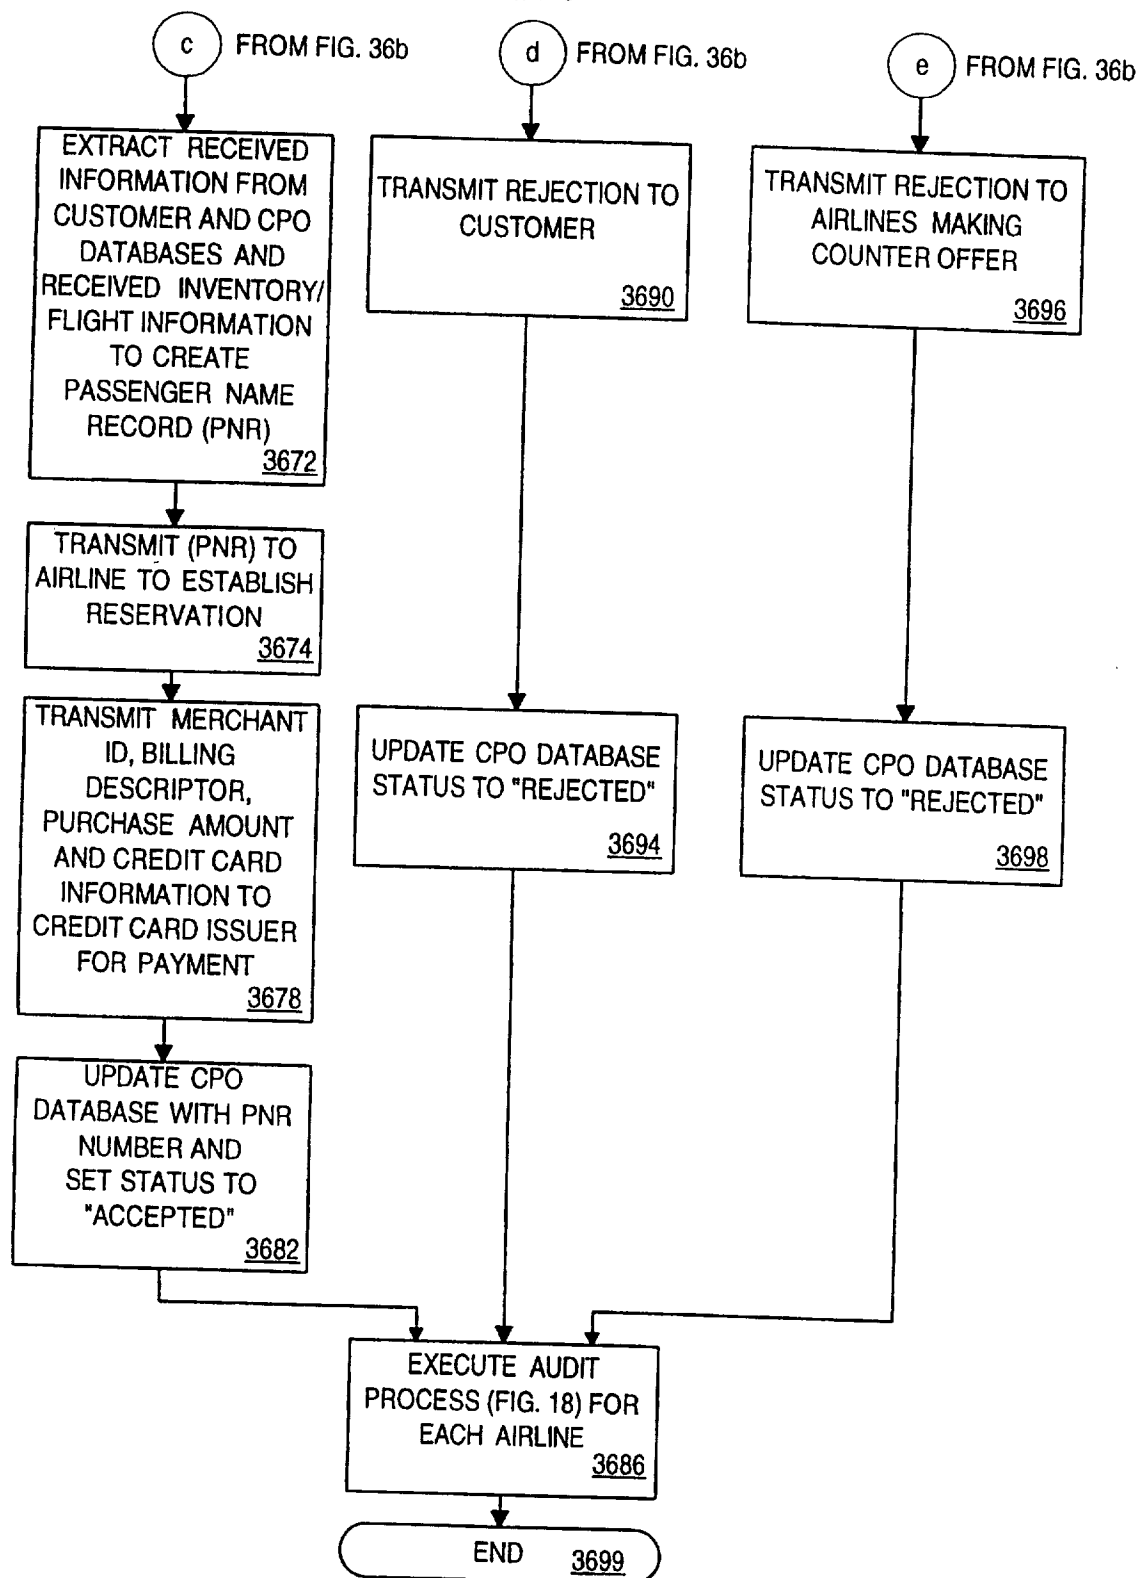 c FROM FIG. 36b
d FROM FIG. 36b
e FROM FIG. 36b
EXTRACT RECEIVED
INFORMATION FROM
CUSTOMER AND CPO
DATABASES AND
RECEIVED INVENTORY/
FLIGHT INFORMATION
TO CREATE
PASSENGER NAME
RECORD (PNR)
3672
TRANSMIT (PNR) TO
AIRLINE TO ESTABLISH
RESERVATION
3674
TRANSMIT MERCHANT
ID, BILLING
DESCRIPTOR,
PURCHASE AMOUNT
AND CREDIT CARD
INFORMATION TO
CREDIT CARD ISSUER
FOR PAYMENT
3678
UPDATE CPO
DATABASE WITH PNR
NUMBER AND
SET STATUS TO
"ACCEPTED"
3682
TRANSMIT REJECTION TO
CUSTOMER
3690
UPDATE CPO DATABASE
STATUS TO "REJECTED"
3694
TRANSMIT REJECTION TO
AIRLINES MAKING
COUNTER OFFER
3696
UPDATE CPO DATABASE
STATUS TO "REJECTED"
3698
EXECUTE AUDIT
PROCESS (FIG. 18) FOR
EACH AIRLINE
3686
END 3699